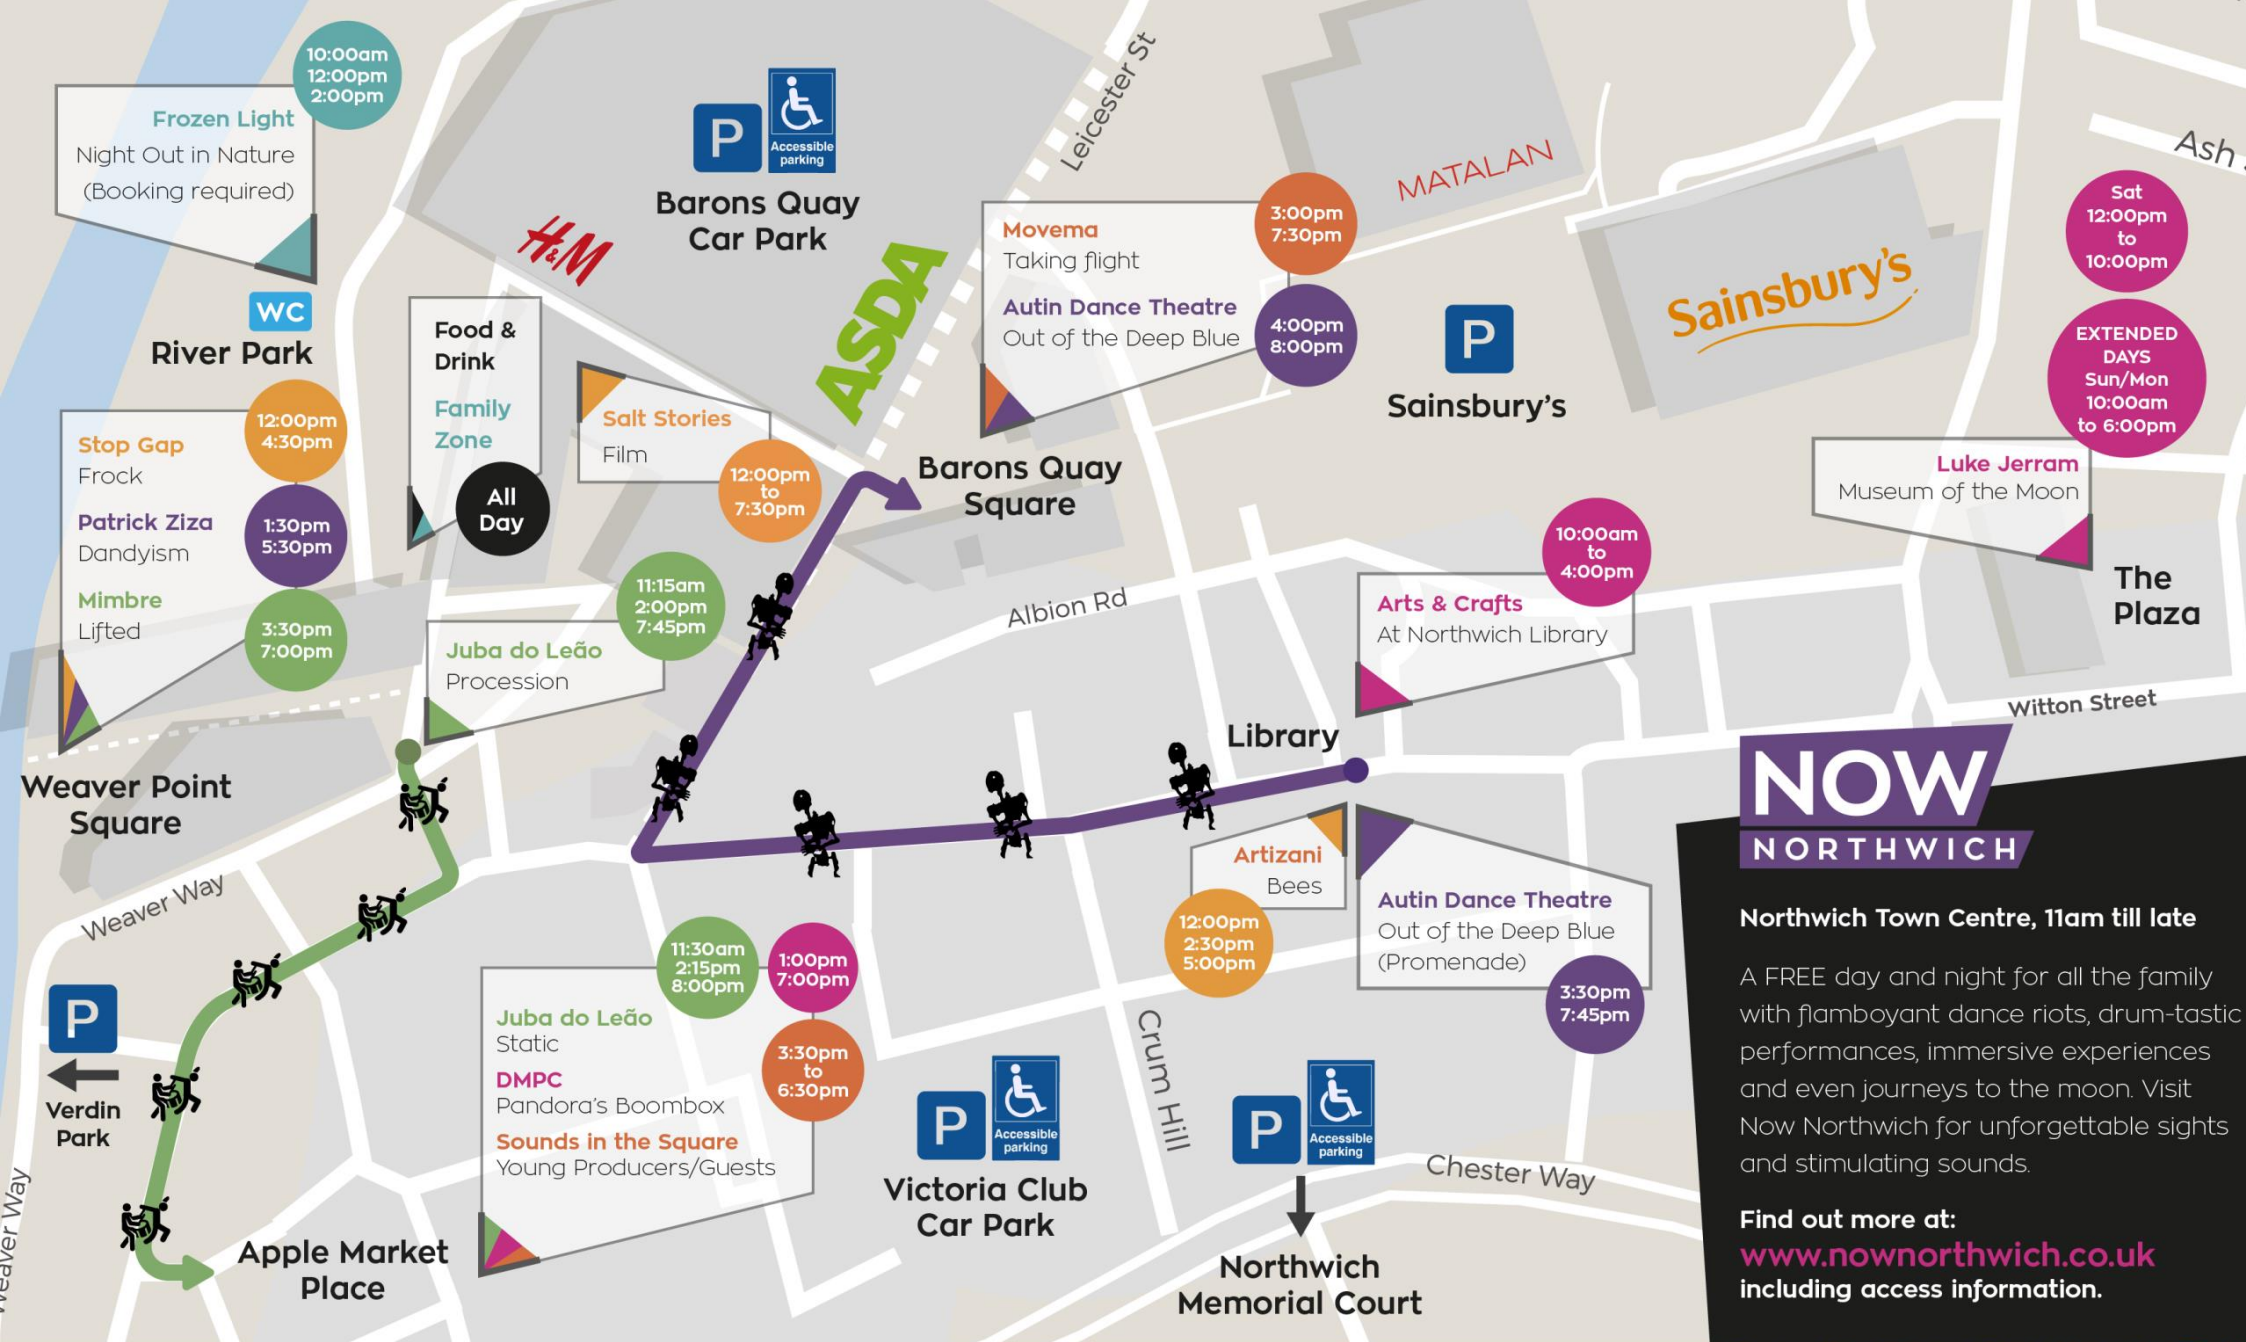 10:00am
12:00pm
2:00pm
Frozen Light
Night Out in Nature
(Booking required)
WC
River Park
P
Accessible
parking
Barons Quay
Car Park
H&M
ASDA
Leicester St
MATALAN
Sainsbury's
P
Sainsbury's
Ash
Movema
Taking flight
3:00pm
7:30pm
Autin Dance Theatre
Out of the Deep Blue
4:00pm
8:00pm
Barons Quay
Square
Sat
12:00pm
to
10:00pm
EXTENDED
DAYS
Sun/Mon
10:00am
to 6:00pm
Luke Jerram
Museum of the Moon
The
Plaza
Food &
Drink
Family
Zone
All
Day
Salt Stories
Film
12:00pm
to
7:30pm
Stop Gap
Frock
12:00pm
4:30pm
Patrick Ziza
Dandyism
1:30pm
5:30pm
Mimbre
Lifted
3:30pm
7:00pm
Weaver Point
Square
Juba do Leão
Procession
11:15am
2:00pm
7:45pm
Albion Rd
10:00am
to
4:00pm
Arts & Crafts
At Northwich Library
Library
Witton Street
Weaver Way
P
Verdin
Park
Weaver Way
Apple Market
Place
11:30am
2:15pm
8:00pm
1:00pm
7:00pm
3:30pm
to
6:30pm
Juba do Leão
Static
DMPC
Pandora's Boombox
Sounds in the Square
Young Producers/Guests
Artizani
Bees
12:00pm
2:30pm
5:00pm
Autin Dance Theatre
Out of the Deep Blue
(Promenade)
3:30pm
7:45pm
Crum Hill
P
Accessible
parking
Victoria Club
Car Park
P
Accessible
parking
Northwich
Memorial Court
Chester Way
NOW
NORTHWICH
Northwich Town Centre, 11am till late
A FREE day and night for all the family
with flamboyant dance riots, drum-tastic
performances, immersive experiences
and even journeys to the moon. Visit
Now Northwich for unforgettable sights
and stimulating sounds.
Find out more at:
www.nownorthwich.co.uk
including access information.